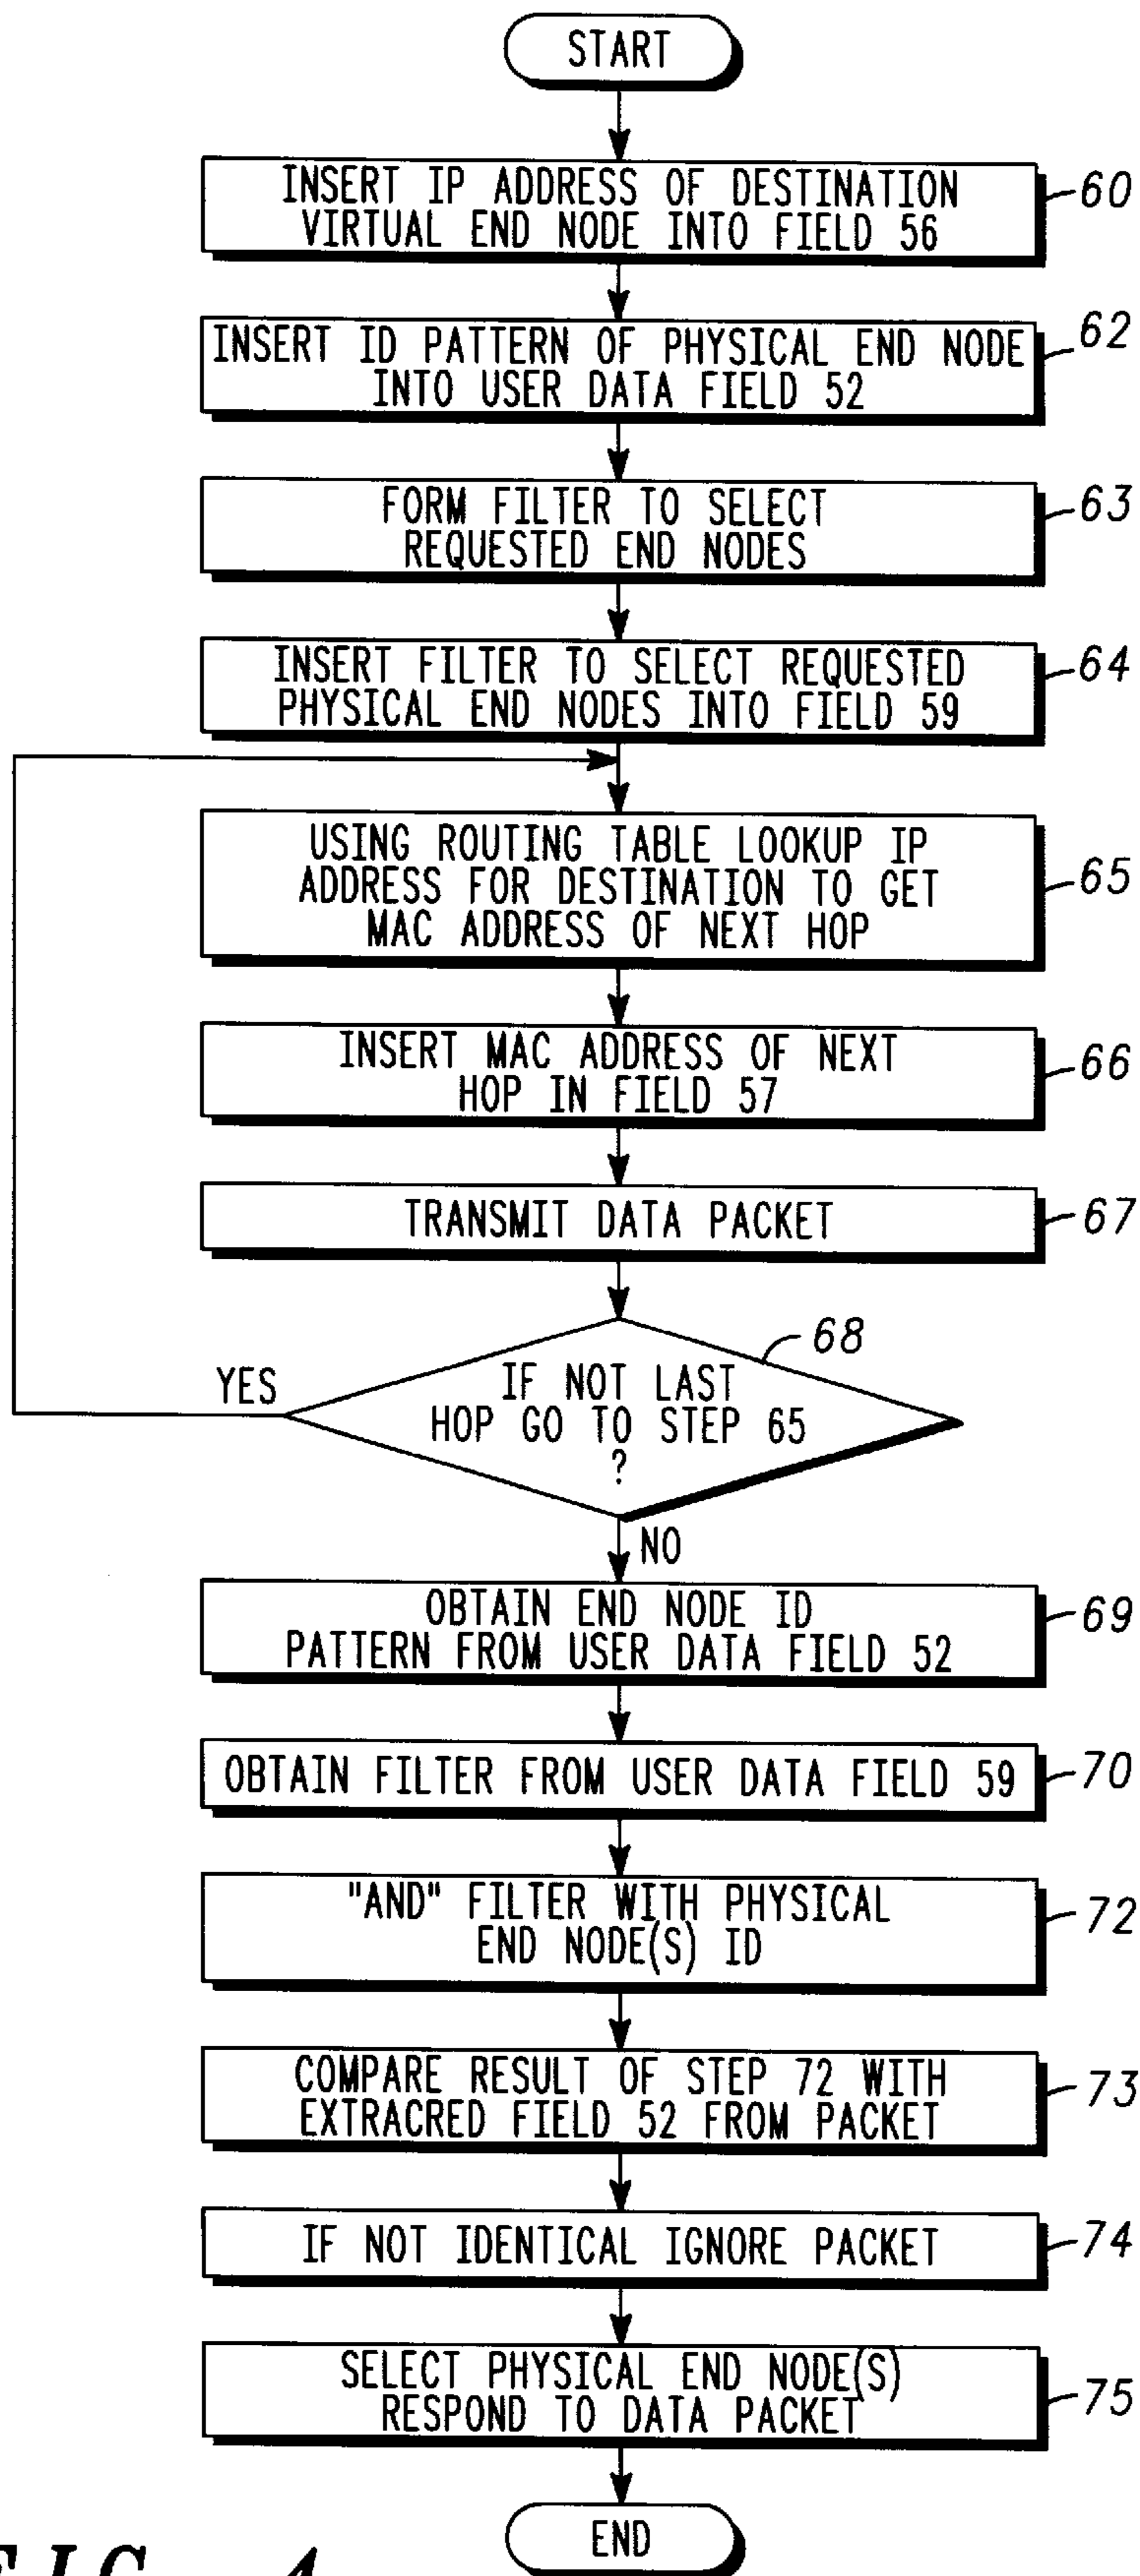 START
INSERT IP ADDRESS OF DESTINATION
VIRTUAL END NODE INTO FIELD 56
60
INSERT ID PATTERN OF PHYSICAL END NODE
INTO USER DATA FIELD 52
62
FORM FILTER TO SELECT
REQUESTED END NODES
63
INSERT FILTER TO SELECT REQUESTED
PHYSICAL END NODES INTO FIELD 59
64
USING ROUTING TABLE LOOKUP IP
ADDRESS FOR DESTINATION TO GET
MAC ADDRESS OF NEXT HOP
65
INSERT MAC ADDRESS OF NEXT
HOP IN FIELD 57
66
TRANSMIT DATA PACKET
67
68
YES
IF NOT LAST
HOP GO TO STEP 65
?
NO
OBTAIN END NODE ID
PATTERN FROM USER DATA FIELD 52
69
OBTAIN FILTER FROM USER DATA FIELD 59
70
"AND" FILTER WITH PHYSICAL
END NODE(S) ID
72
COMPARE RESULT OF STEP 72 WITH
EXTRACRED FIELD 52 FROM PACKET
73
IF NOT IDENTICAL IGNORE PACKET
74
SELECT PHYSICAL END NODE(S)
RESPOND TO DATA PACKET
75
END